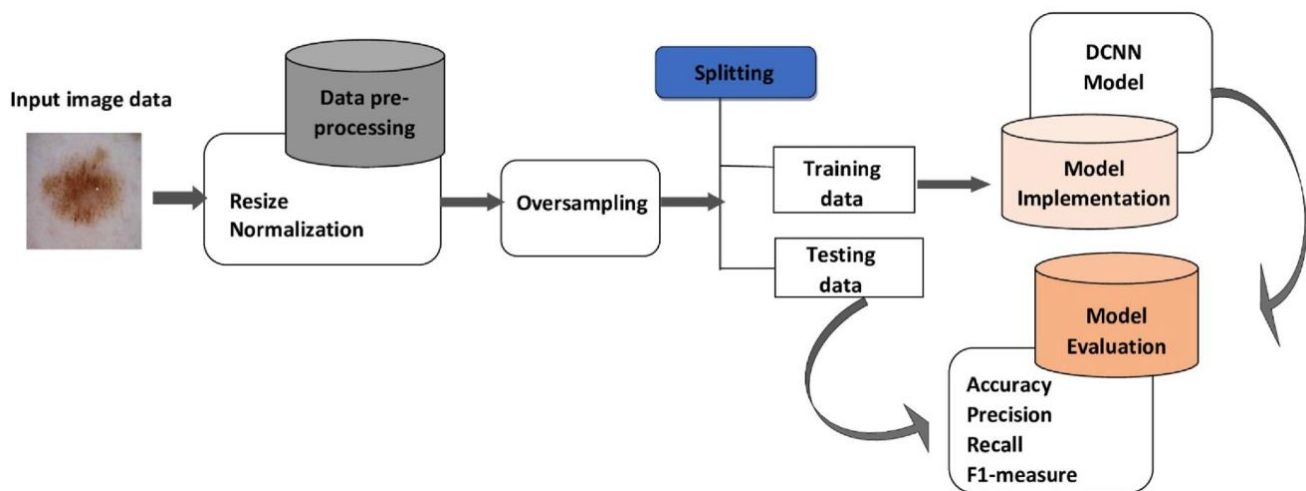 Input image data
Data pre-
processing
Resize
Normalization
Oversampling
Splitting
Training
data
Testing
data
DCNN
Model
Model
Implementation
Model
Evaluation
Accuracy
Precision
Recall
F1-measure